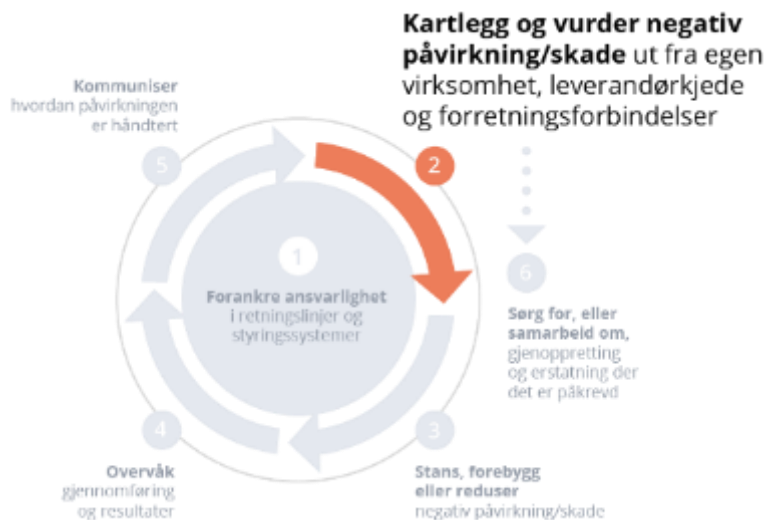 Kartlegg og vurder negativ
påvirkning/skade ut fra egen
virksomhet, leverandørkjede
og forretningsforbindelser
Kommuniser
hvordan påvirkningen
er håndtert
5
2
1
Forankre ansvarlighet
i retningslinjer og
styringssystemer
6
Sørg for, eller
samarbeid om,
gjenoppretting
og erstatning der
det er påkrevd
4
Overvåk
gjennomføring
og resultater
3
Stans, forebygg
eller reduser
negativ påvirkning/skade